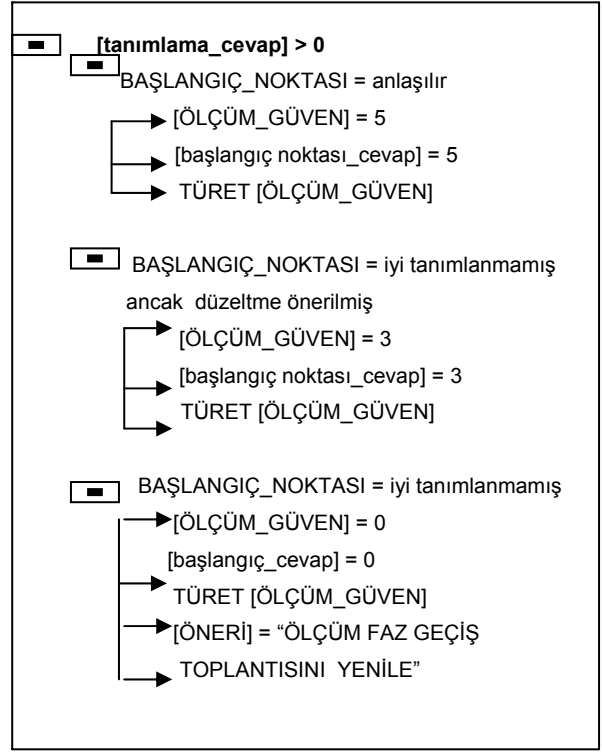 [tanımlama_cevap] > 0
BAŞLANGIÇ_NOKTASI = anlaşılır
[ÖLÇÜM_GÜVEN] = 5
[başlangıç noktası_cevap] = 5
TÜRET [ÖLÇÜM_GÜVEN]
BAŞLANGIÇ_NOKTASI = iyi tanımlanmamış
ancak düzeltme önerilmiş
[ÖLÇÜM_GÜVEN] = 3
[başlangıç noktası_cevap] = 3
TÜRET [ÖLÇÜM_GÜVEN]
BAŞLANGIÇ_NOKTASI = iyi tanımlanmamış
[ÖLÇÜM_GÜVEN] = 0
[başlangıç_cevap] = 0
TÜRET [ÖLÇÜM_GÜVEN]
[ÖNERİ] = “ÖLÇÜM FAZ GEÇİŞ
TOPLANTISINI YENİLE”